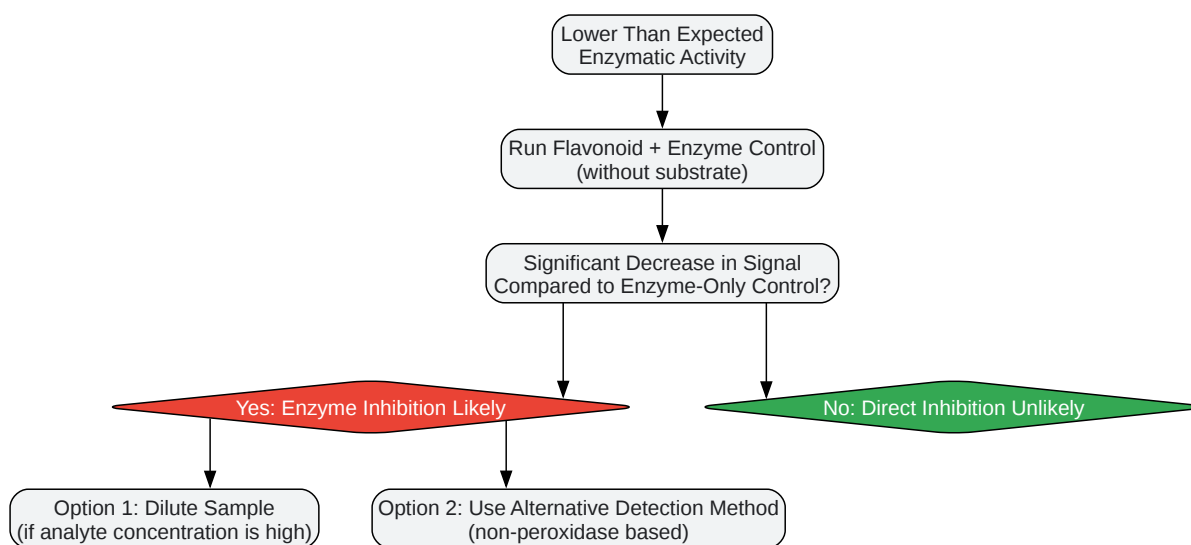 Lower Than Expected
Enzymatic Activity
Run Flavonoid + Enzyme Control
(without substrate)
Significant Decrease in Signal
Compared to Enzyme-Only Control?
Yes: Enzyme Inhibition Likely
No: Direct Inhibition Unlikely
Option 1: Dilute Sample
(if analyte concentration is high)
Option 2: Use Alternative Detection Method
(non-peroxidase based)